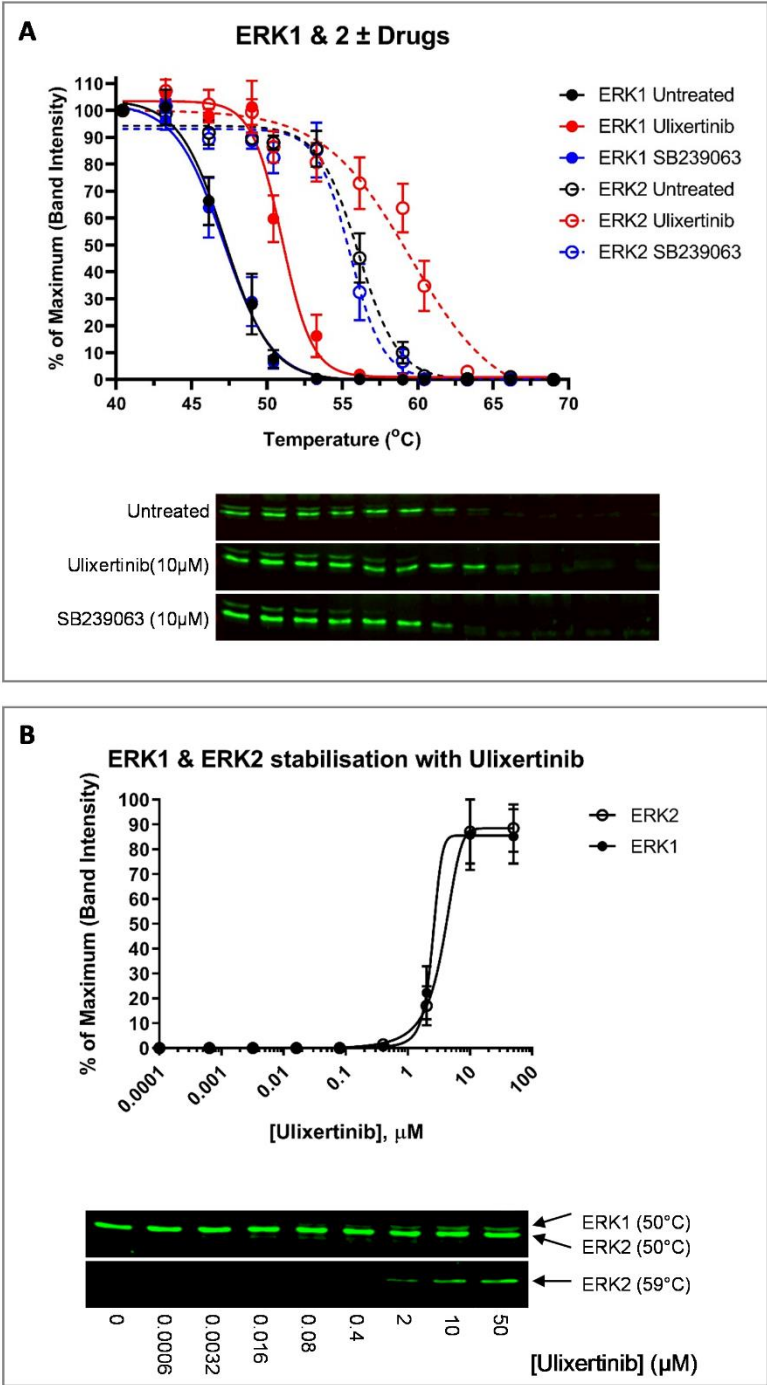 A
ERK1 & 2 ± Drugs
110
100
90
80
70
60
50
40
30
20
10
0
% of Maximum (Band Intensity)
40 45 50 55 60 65 70
Temperature (°C)
ERK1 Untreated
ERK1 Ulixertinib
ERK1 SB239063
ERK2 Untreated
ERK2 Ulixertinib
ERK2 SB239063
Untreated
Ulixertinib(10µM)
SB239063 (10µM)
B
ERK1 & ERK2 stabilisation with Ulixertinib
100
90
80
70
60
50
40
30
20
10
0
% of Maximum (Band Intensity)
0.0001 0.001 0.01 0.1 1 10 100
[Ulixertinib], µM
ERK2
ERK1
ERK1 (50°C)
ERK2 (50°C)
ERK2 (59°C)
0 0.0006 0.0032 0.016 0.08 0.4 2 10 50
[Ulixertinib] (µM)